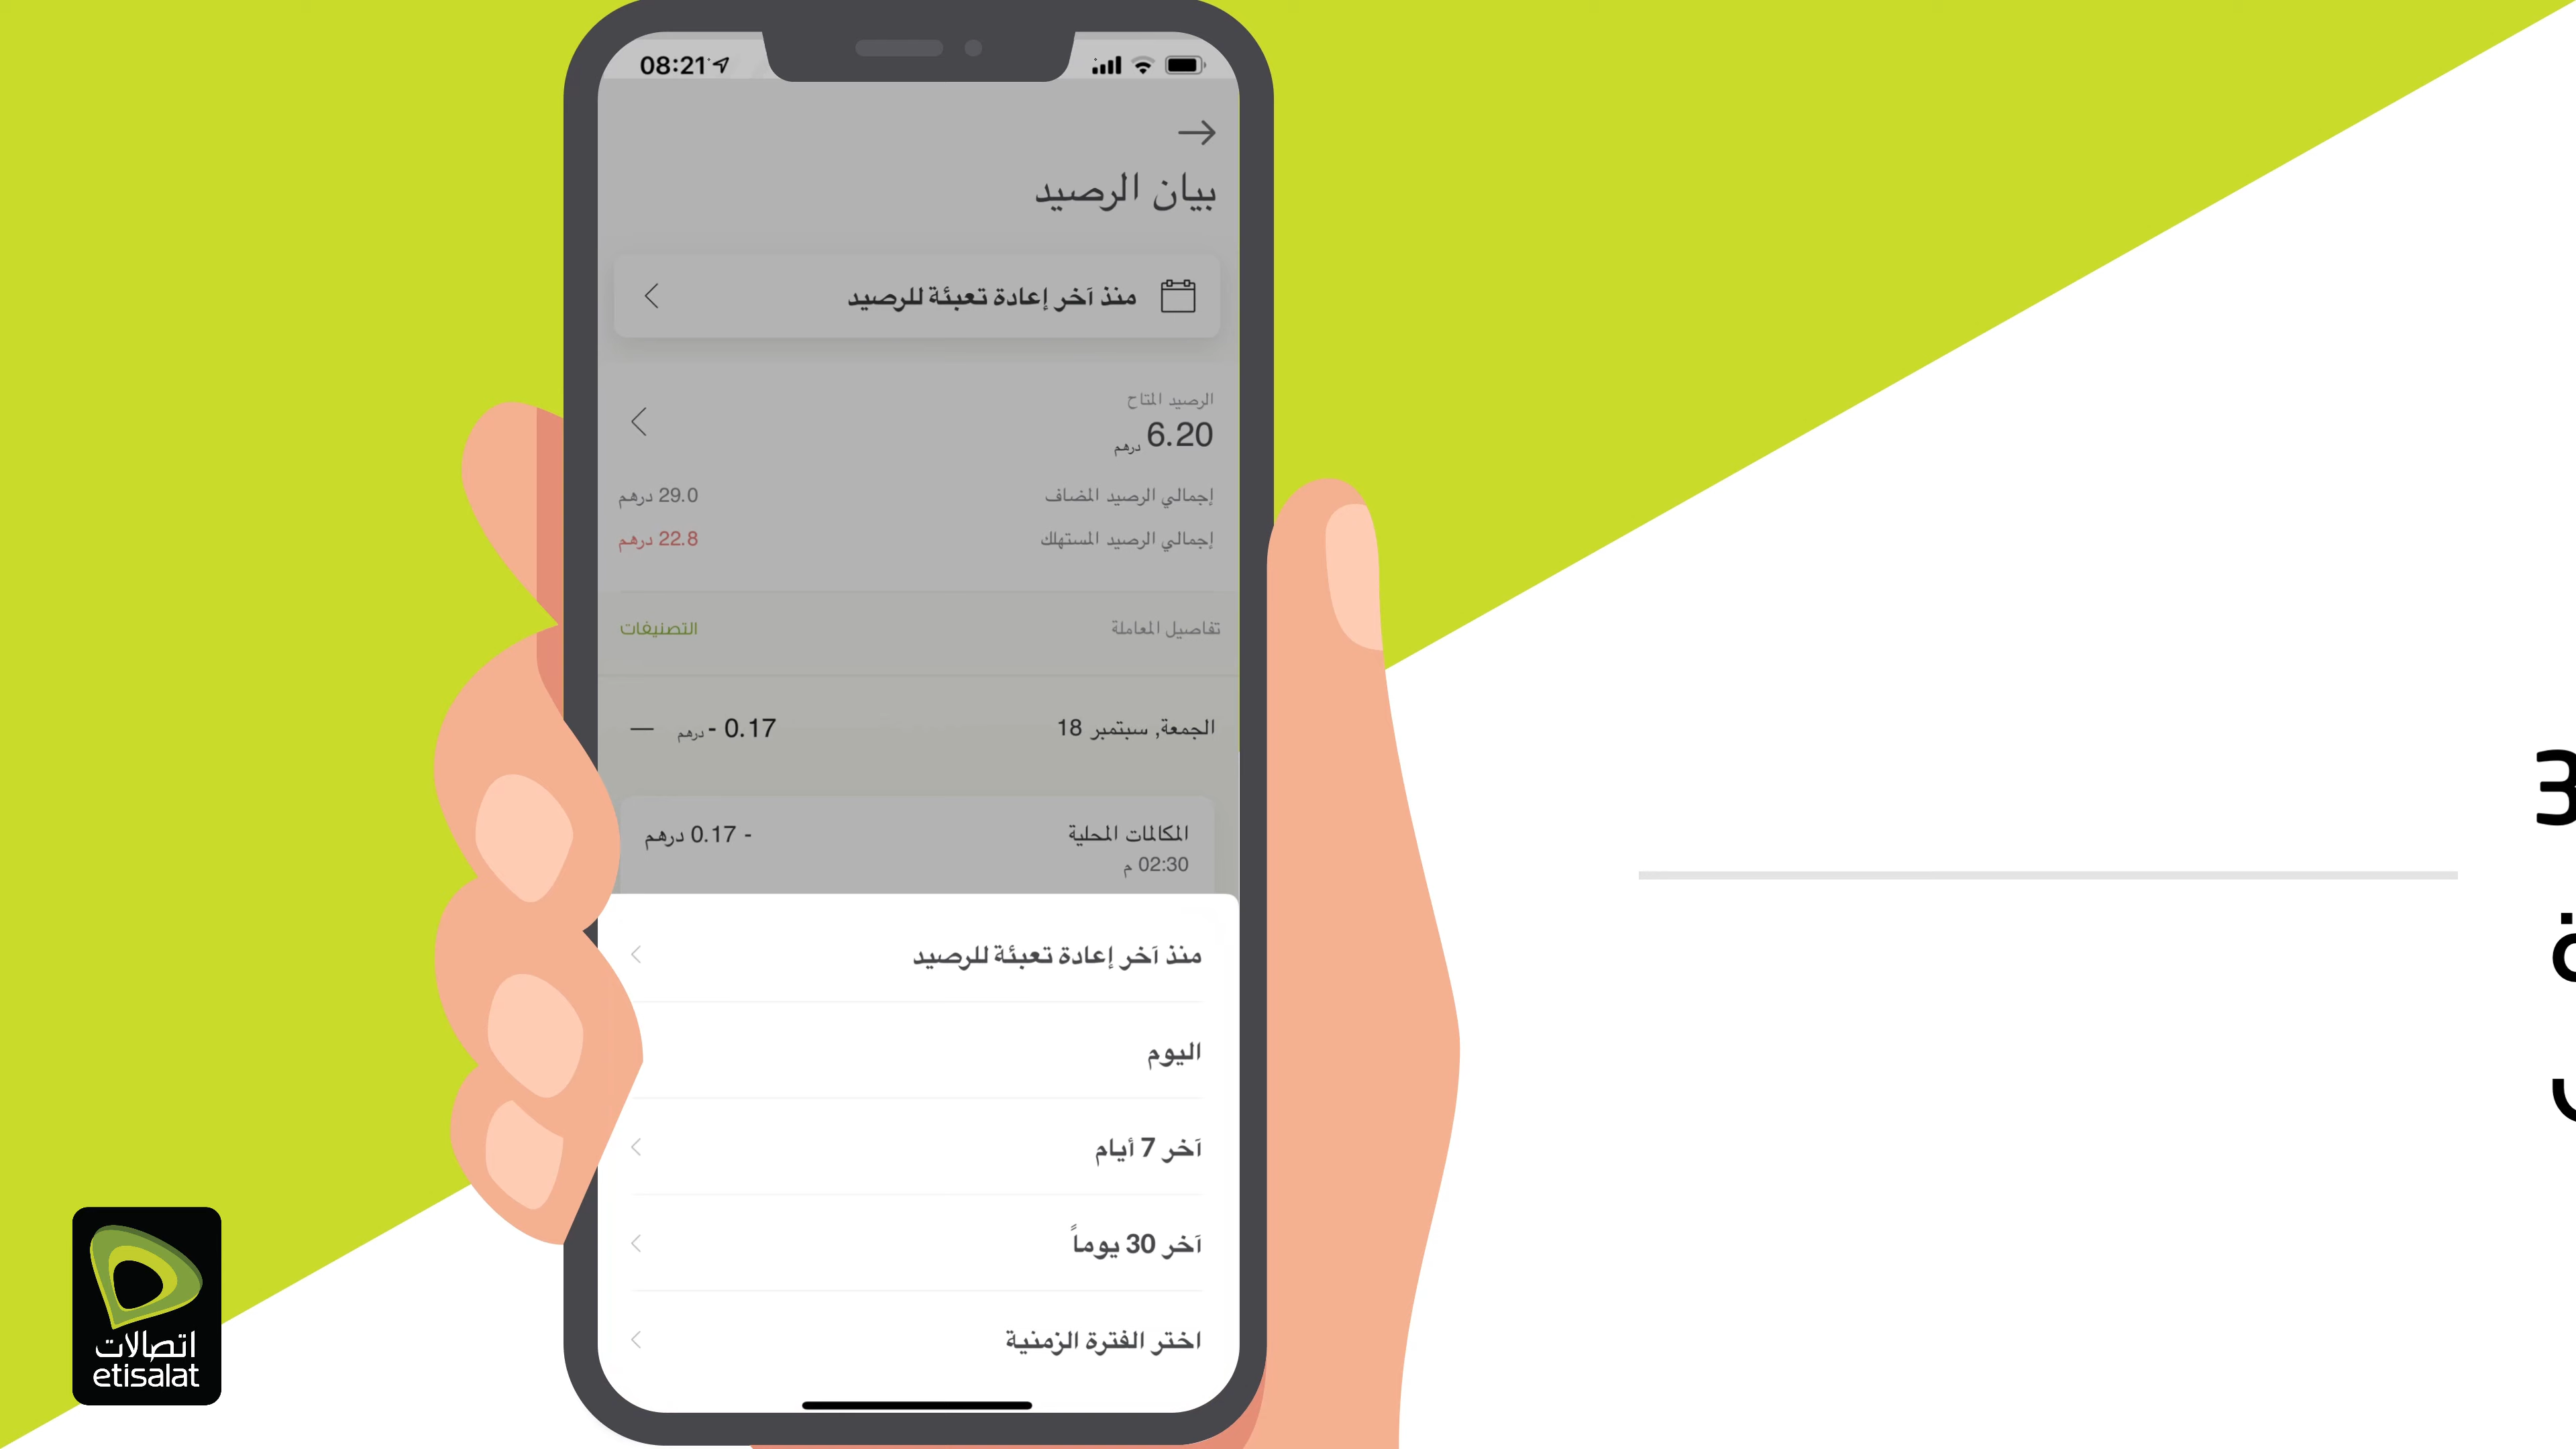 08:21
بيان الرصيد
منذ آخر إعادة تعبئة للرصيد
الرصيد المتاح
6.20 درهم
إجمالي الرصيد المضاف 29.0 درهم
إجمالي الرصيد المستهلك 22.8 درهم
تفاصيل المعاملة التصنيفات
الجمعة, سبتمبر 18 0.17 - درهم
المكالمات المحلية - 0.17 درهم
02:30 م
منذ آخر إعادة تعبئة للرصيد
اليوم
آخر 7 أيام
آخر 30 يوماً
اختر الفترة الزمنية
3
اتصالات
etisalat